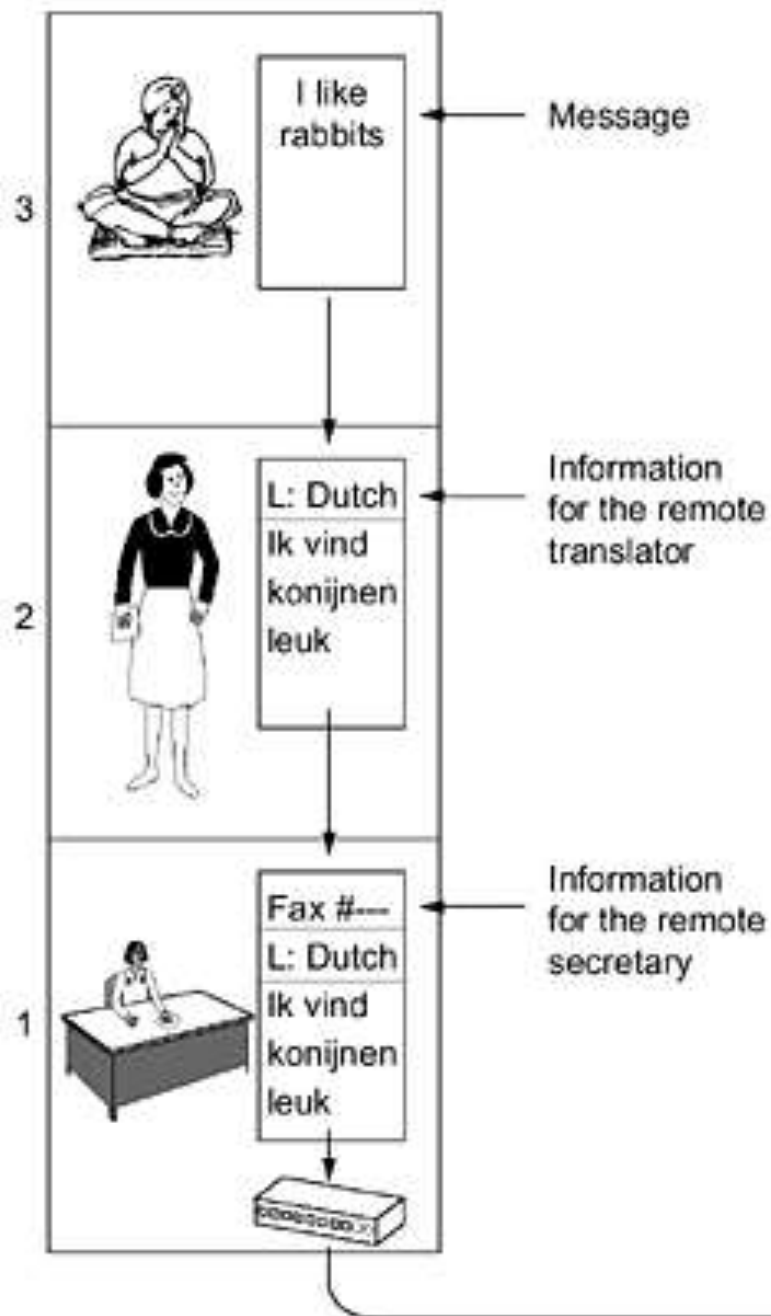 3
I like
rabbits
Message
2
L: Dutch
Ik vind
konijnen
leuk
Information
for the remote
translator
1
Fax #---
L: Dutch
Ik vind
konijnen
leuk
Information
for the remote
secretary